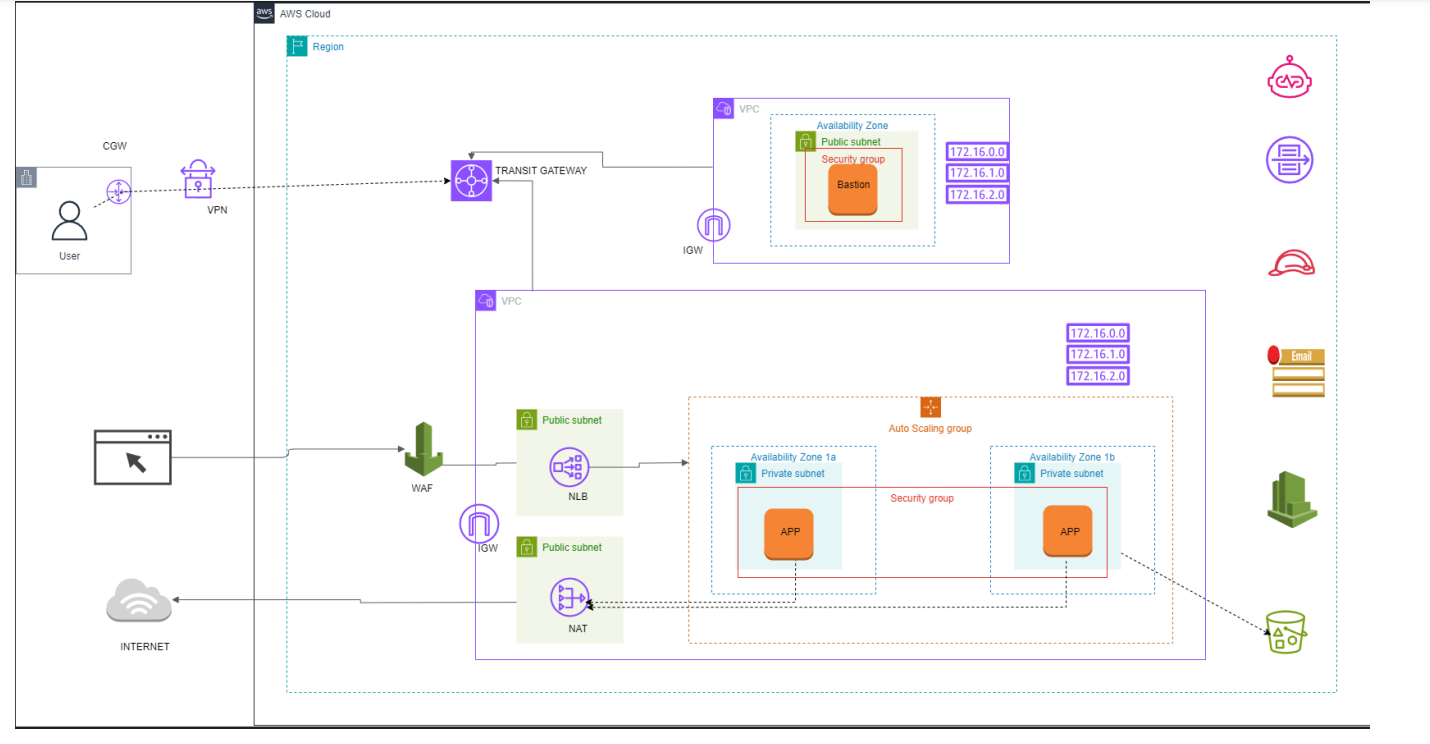 aws AWS Cloud
Region
VPC
Availability Zone
Public subnet
Security group
Bastion
172.16.0.0
172.16.1.0
172.16.2.0
IGW
CGW
User
VPN
TRANSIT GATEWAY
VPC
172.16.0.0
172.16.1.0
172.16.2.0
Email
Auto Scaling group
Public subnet
NLB
WAF
Availability Zone 1a
Private subnet
Availability Zone 1b
Private subnet
Security group
APP
APP
IGW
Public subnet
NAT
INTERNET